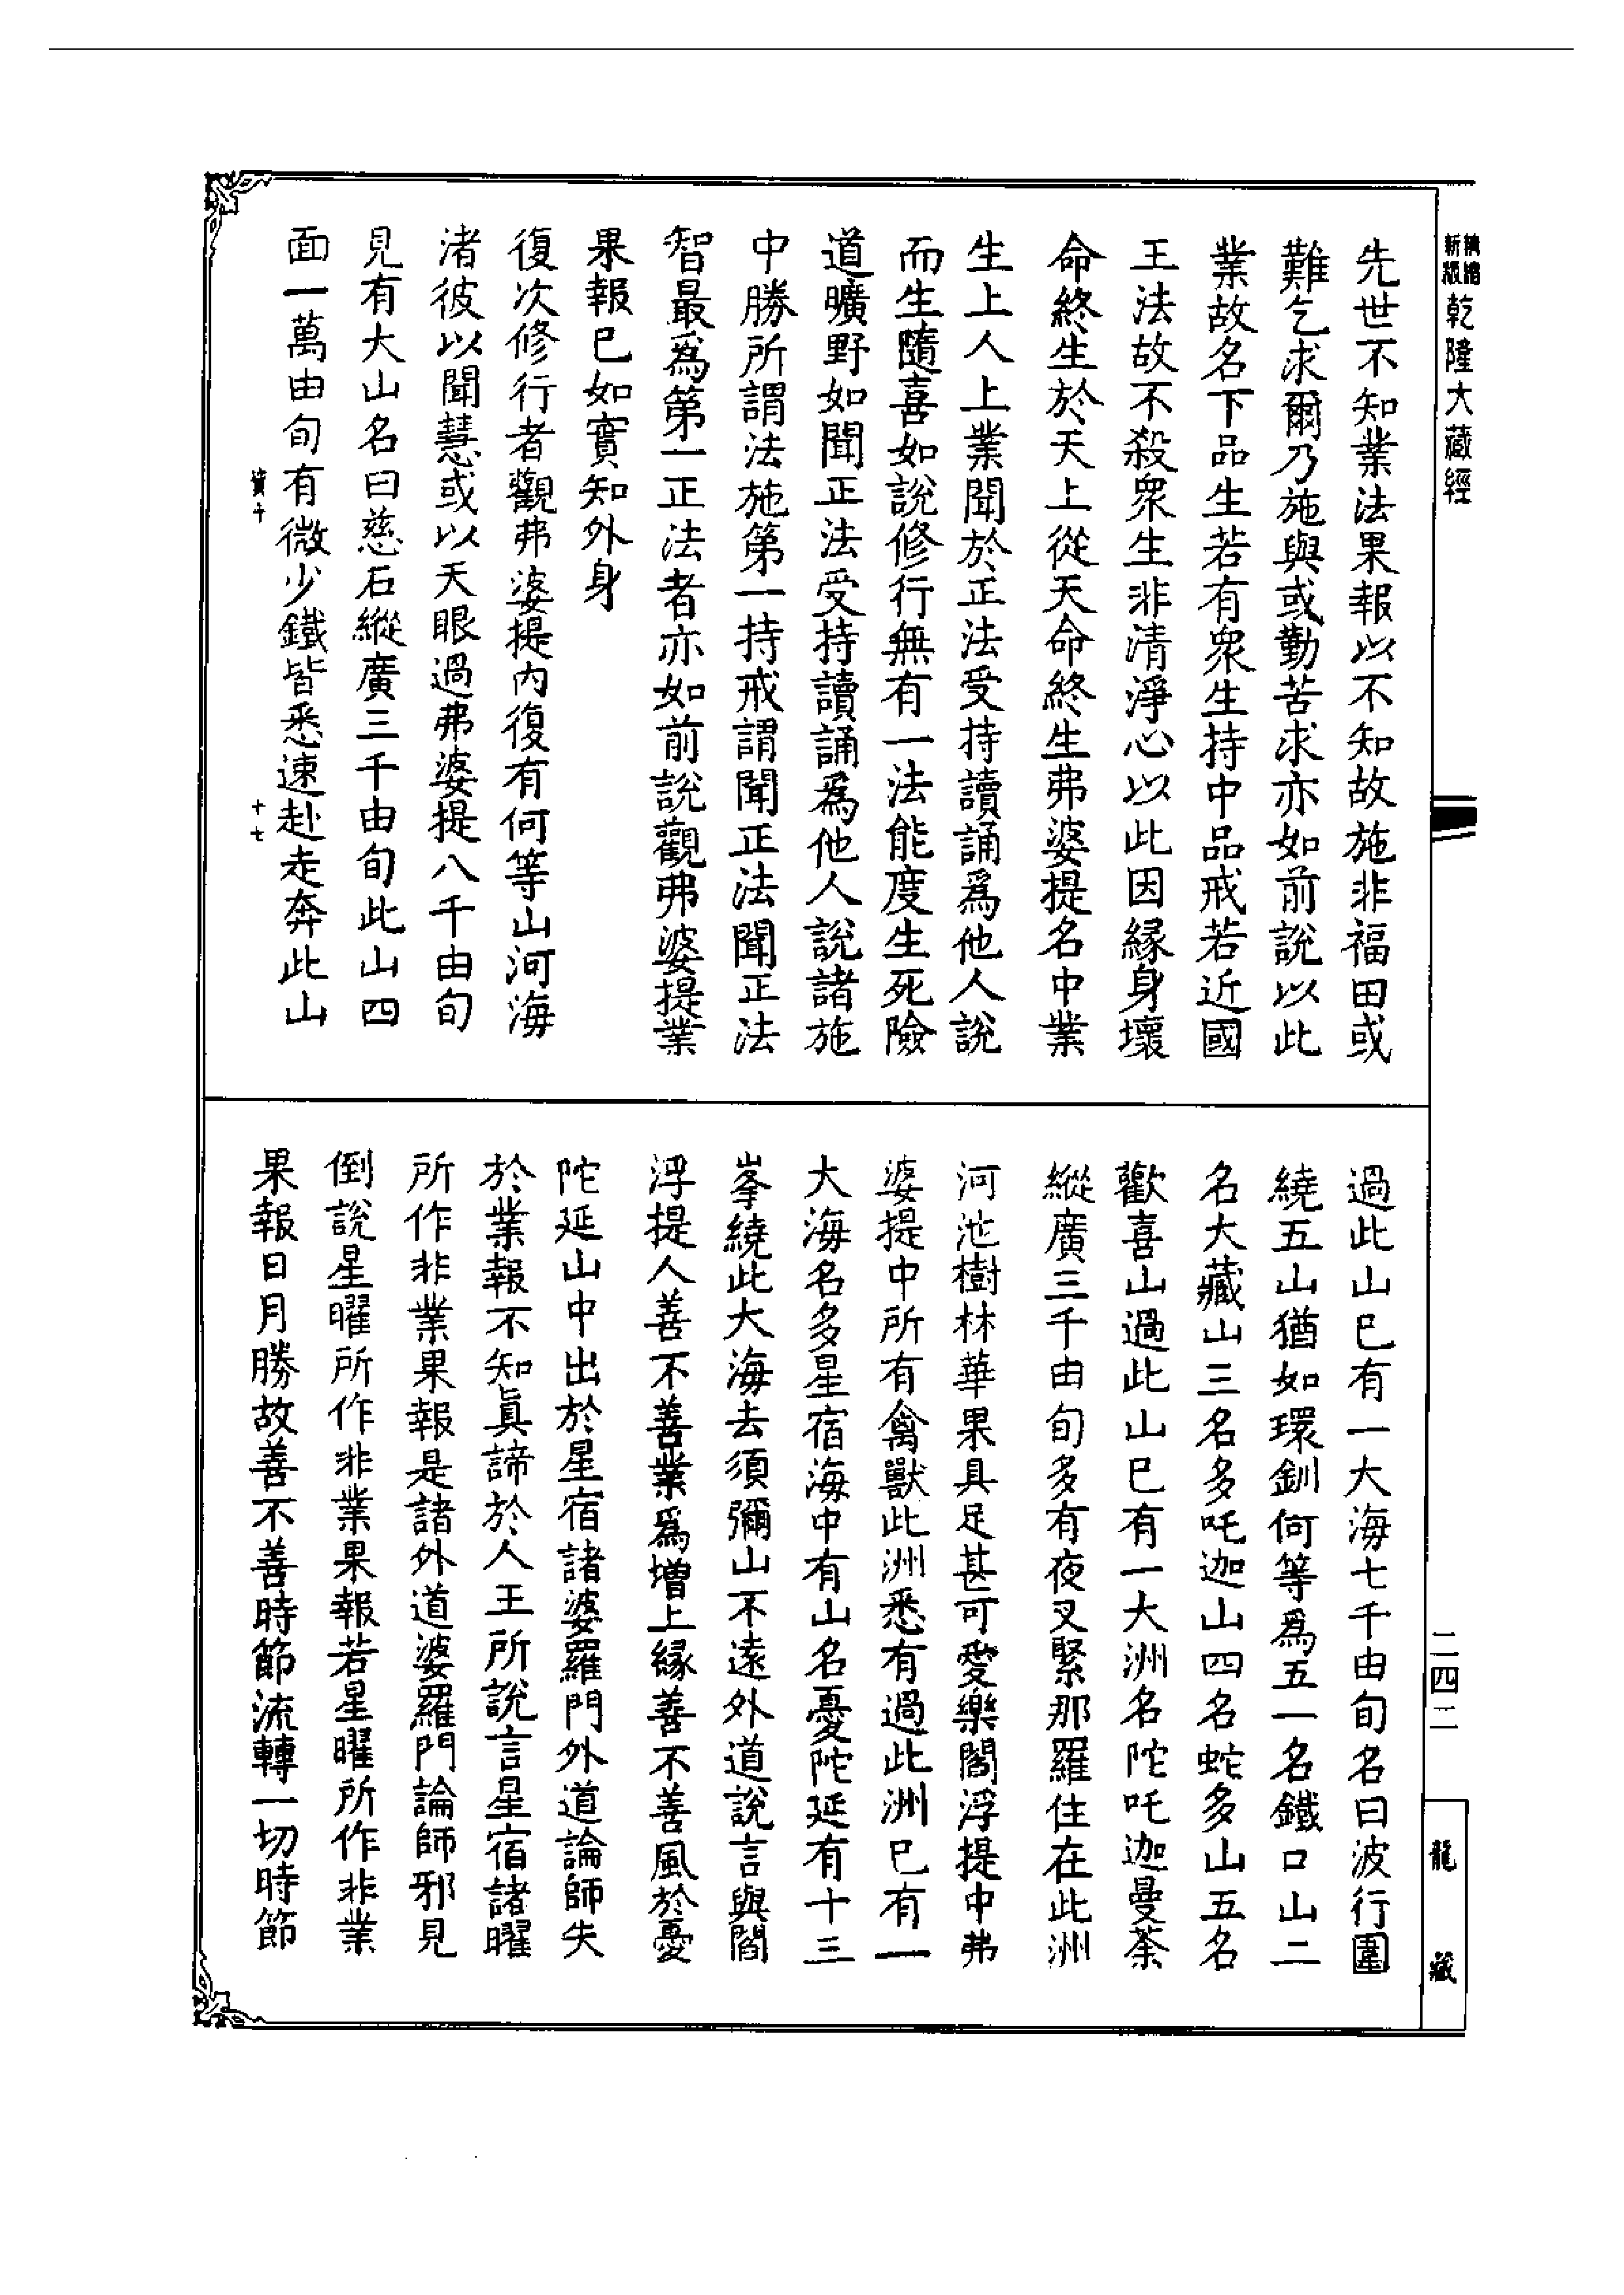 乾隆大藏經
先世不知業法果報以不知故施非福田或
難乞求爾乃施與或勤苦求亦如前說以此
業故名下品生若有衆生持中品戒若近國
王法故不殺衆生非清淨心以此因緣身壞
命終生於天上從天命終生弗婆提名中業
生上人上業聞於正法受持讀誦爲他人說
而生隨喜如說修行無有一法能度生死險
道曠野如聞正法受持讀誦爲他人說諸施
中勝所謂法施第一持戒謂聞正法聞正法
智最爲第一正法者亦如前說觀弗婆提業
果報已如實知外身
復次修行者觀弗婆提內復有何等山河海
渚彼以聞慧或以天眼過弗婆提八千由旬
見有大山名曰慈石縱廣三千由旬此山四
面一萬由旬有微少鐵皆悉速赴走奔此山
十七
過此山已有一大海七千由旬名曰波行圍
繞五山猶如環釧何等爲五一名鐵口山二
名大藏山三名多吒迦山四名蛇多山五名
歡喜山過此山已有一大洲名陀吒迦曼荼
縱廣三千由旬多有夜叉緊那羅住在此洲
河池樹林華果具足甚可愛樂閻浮提中弗
婆提中所有禽獸此洲悉有過此洲已有一
大海名多星宿海中有山名憂陀延有十三
峯繞此大海去須彌山不遠外道說言與閻
浮提人善不善業爲增上緣善不善風於憂
陀延山中出於星宿諸婆羅門外道論師失
於業報不知眞諦於人王所說言星宿諸曜
所作非業果報是諸外道婆羅門論師邪見
倒說星曜所作非業果報若星曜所作非業
果報日月勝故善不善時節流轉一切時節
二四二
龍藏